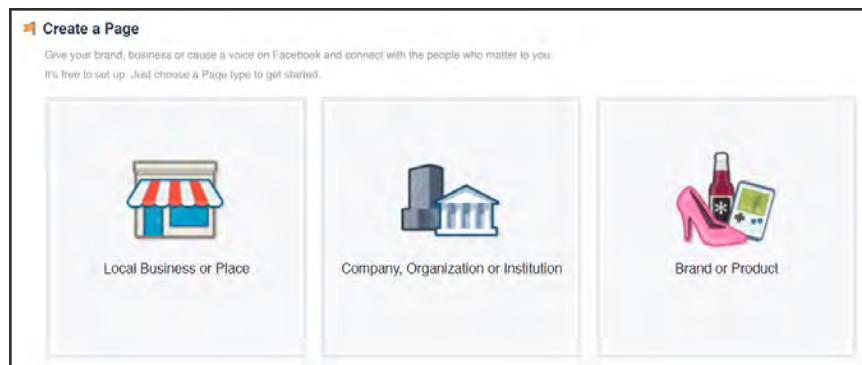 Create a Page
Give your brand, business or cause a voice on Facebook and connect with the people who matter to you.
It's free to set up. Just choose a Page type to get started.
Local Business or Place
Company, Organization or Institution
Brand or Product